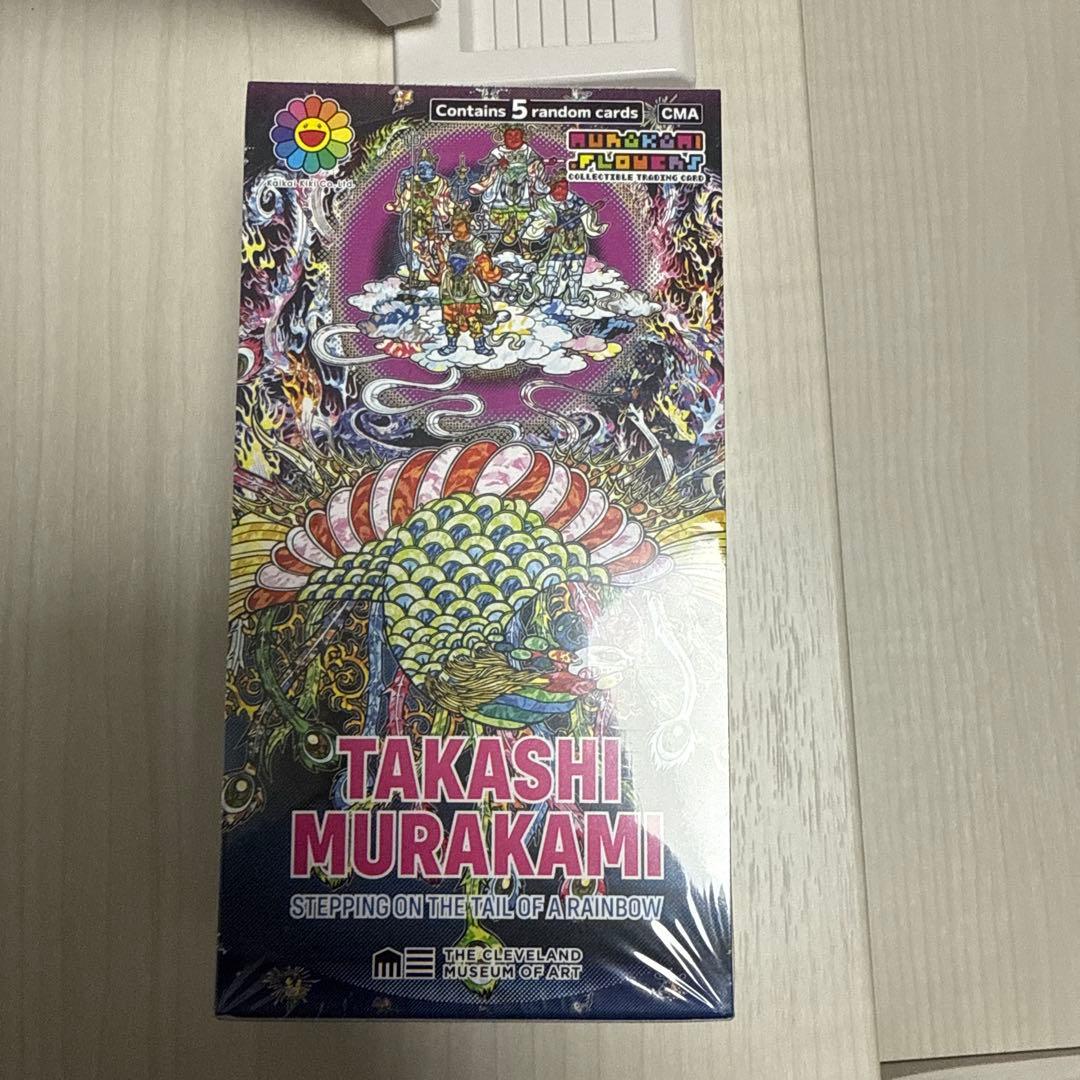 Contains 5 random cards
CMA
Kaikai Kiki Co., Ltd.
MURAKAMI
.FLOWERS
COLLECTIBLE TRADING CARD
TAKASHI
MURAKAMI
STEPPING ON THE TAIL OF A RAINBOW
THE CLEVELAND
MUSEUM OF ART